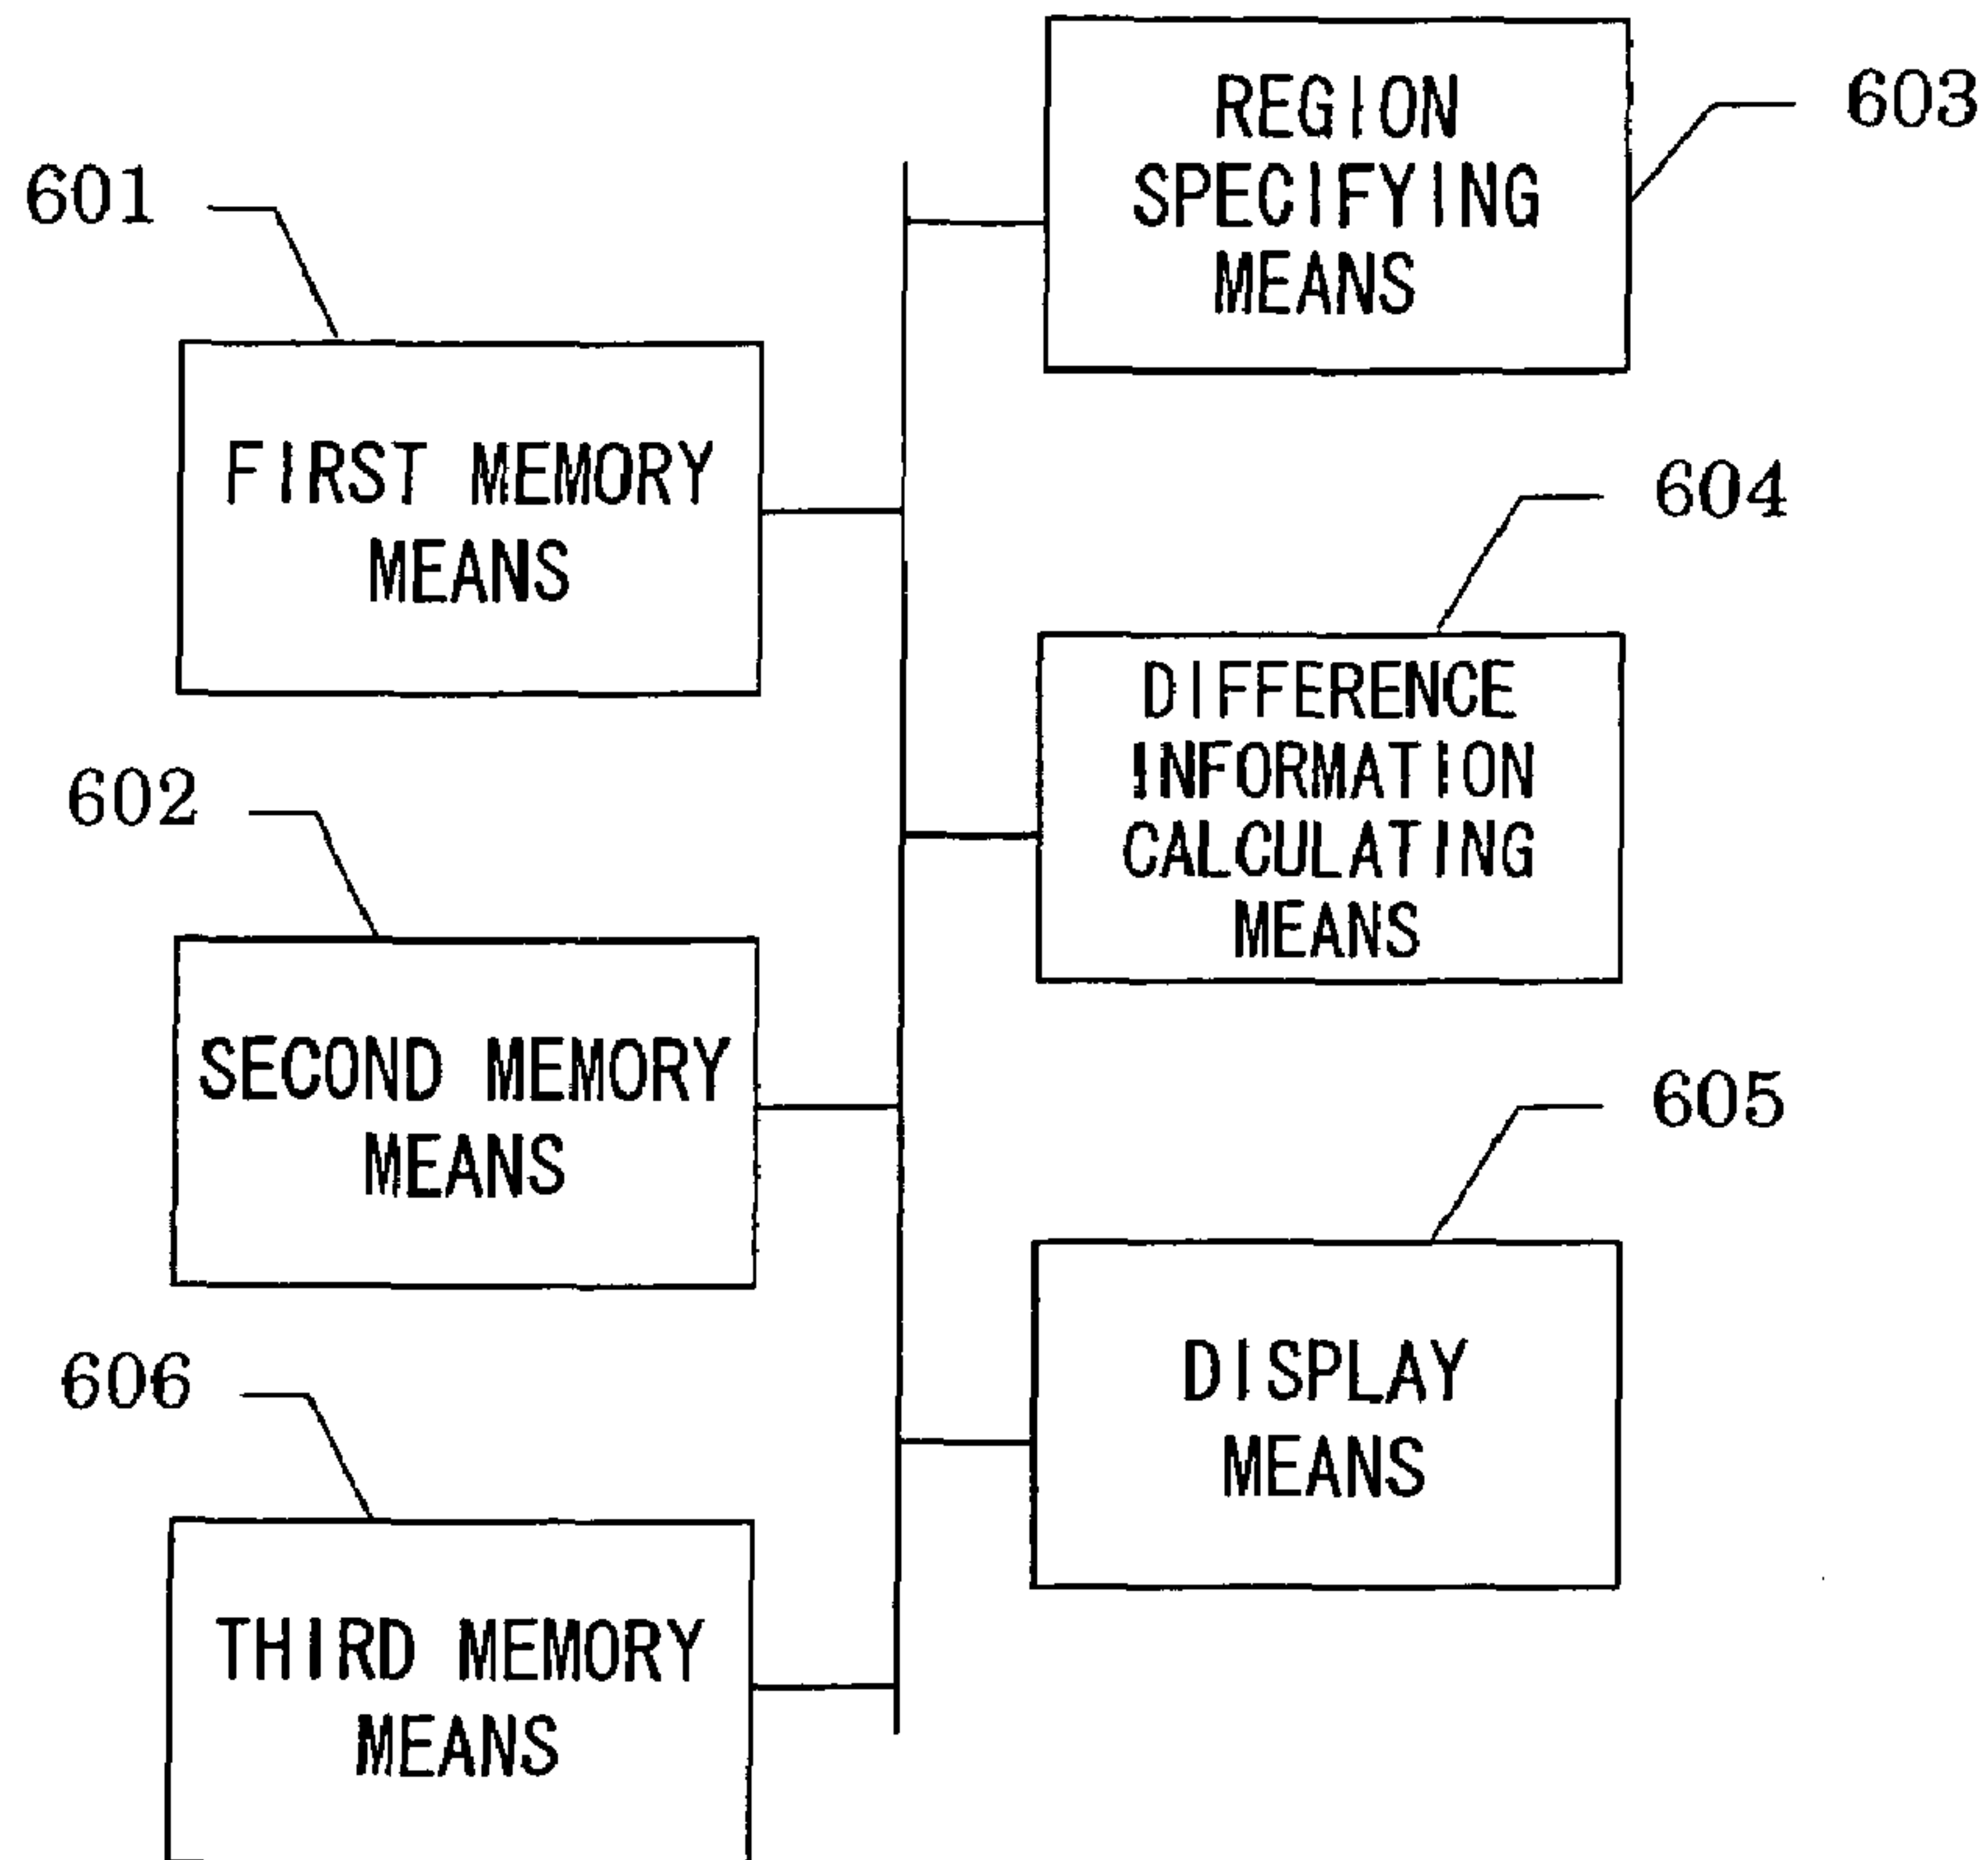 603
REGION
SPECIFYING
MEANS
601
FIRST MEMORY
MEANS
604
DIFFERENCE
INFORMATION
CALCULATING
MEANS
602
SECOND MEMORY
MEANS
605
DISPLAY
MEANS
606
THIRD MEMORY
MEANS